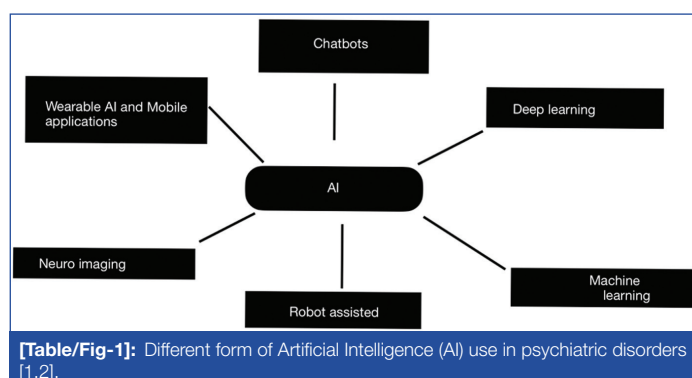 Chatbots
Wearable AI and Mobile
applications
Deep learning
AI
Neuro imaging
Machine
learning
Robot assisted
[Table/Fig-1]: Different form of Artificial Intelligence (AI) use in psychiatric disorders
[1,2].